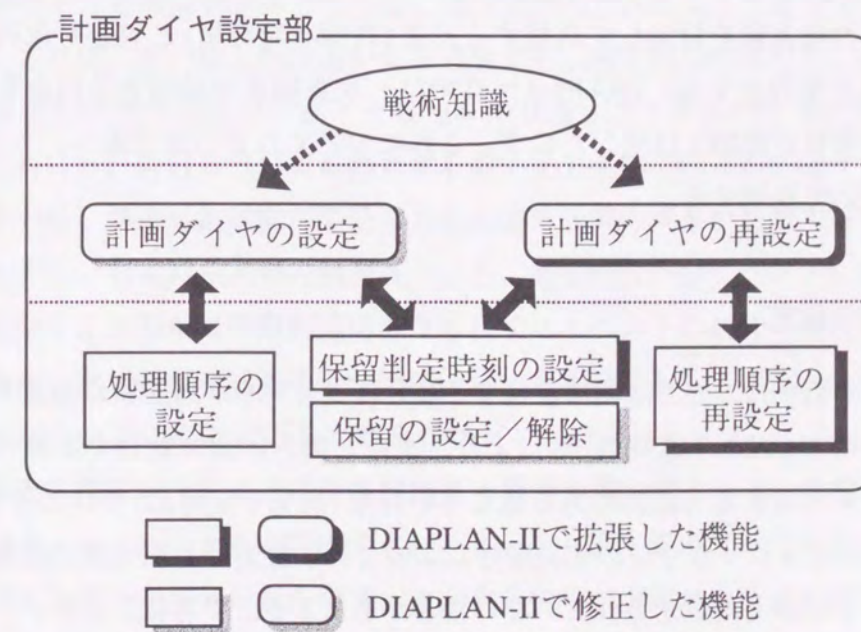 計画ダイヤ設定部
戦術知識
計画ダイヤの設定
計画ダイヤの再設定
処理順序の
設定
保留判定時刻の設定
保留の設定／解除
処理順序の
再設定
DIAPLAN-IIで拡張した機能
DIAPLAN-IIで修正した機能